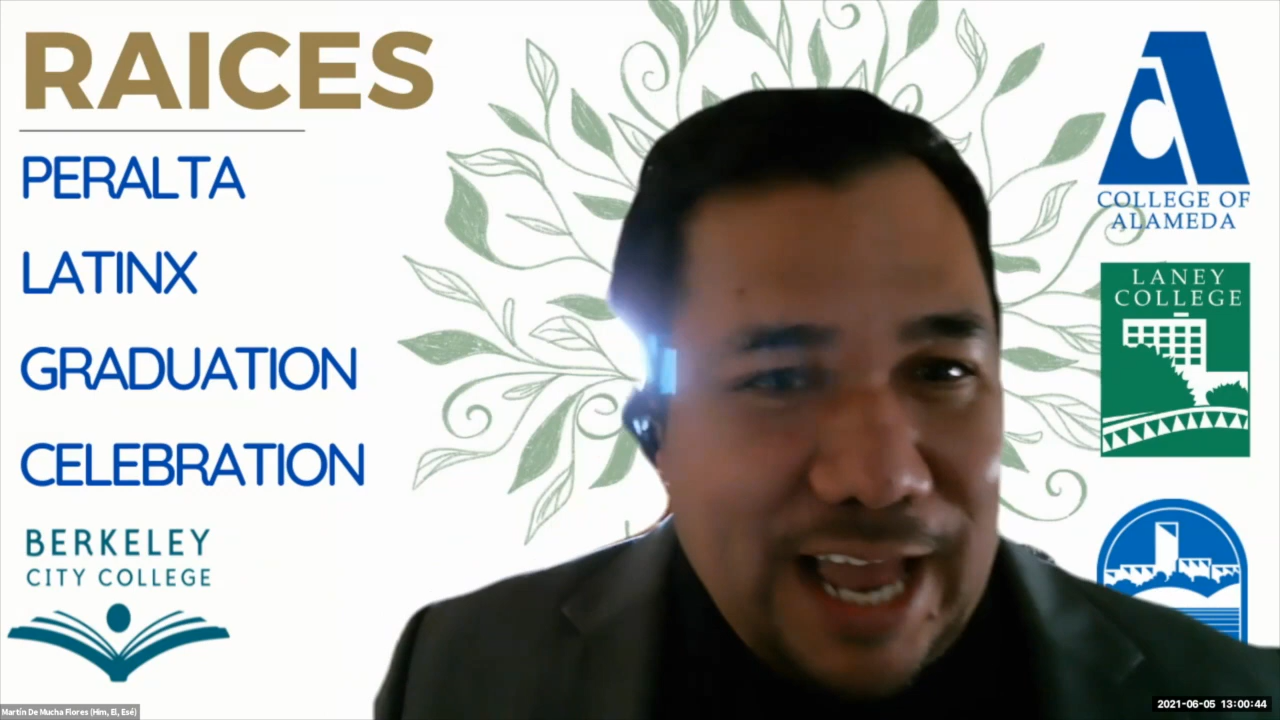 RAICES
PERALTA
LATINX
GRADUATION
CELEBRATION
BERKELEY
CITY COLLEGE
COLLEGE OF
ALAMEDA
LANEY
COLLEGE
Martín De Mucha Flores (Him, El, Esé)
2021-06-05 13:00:44